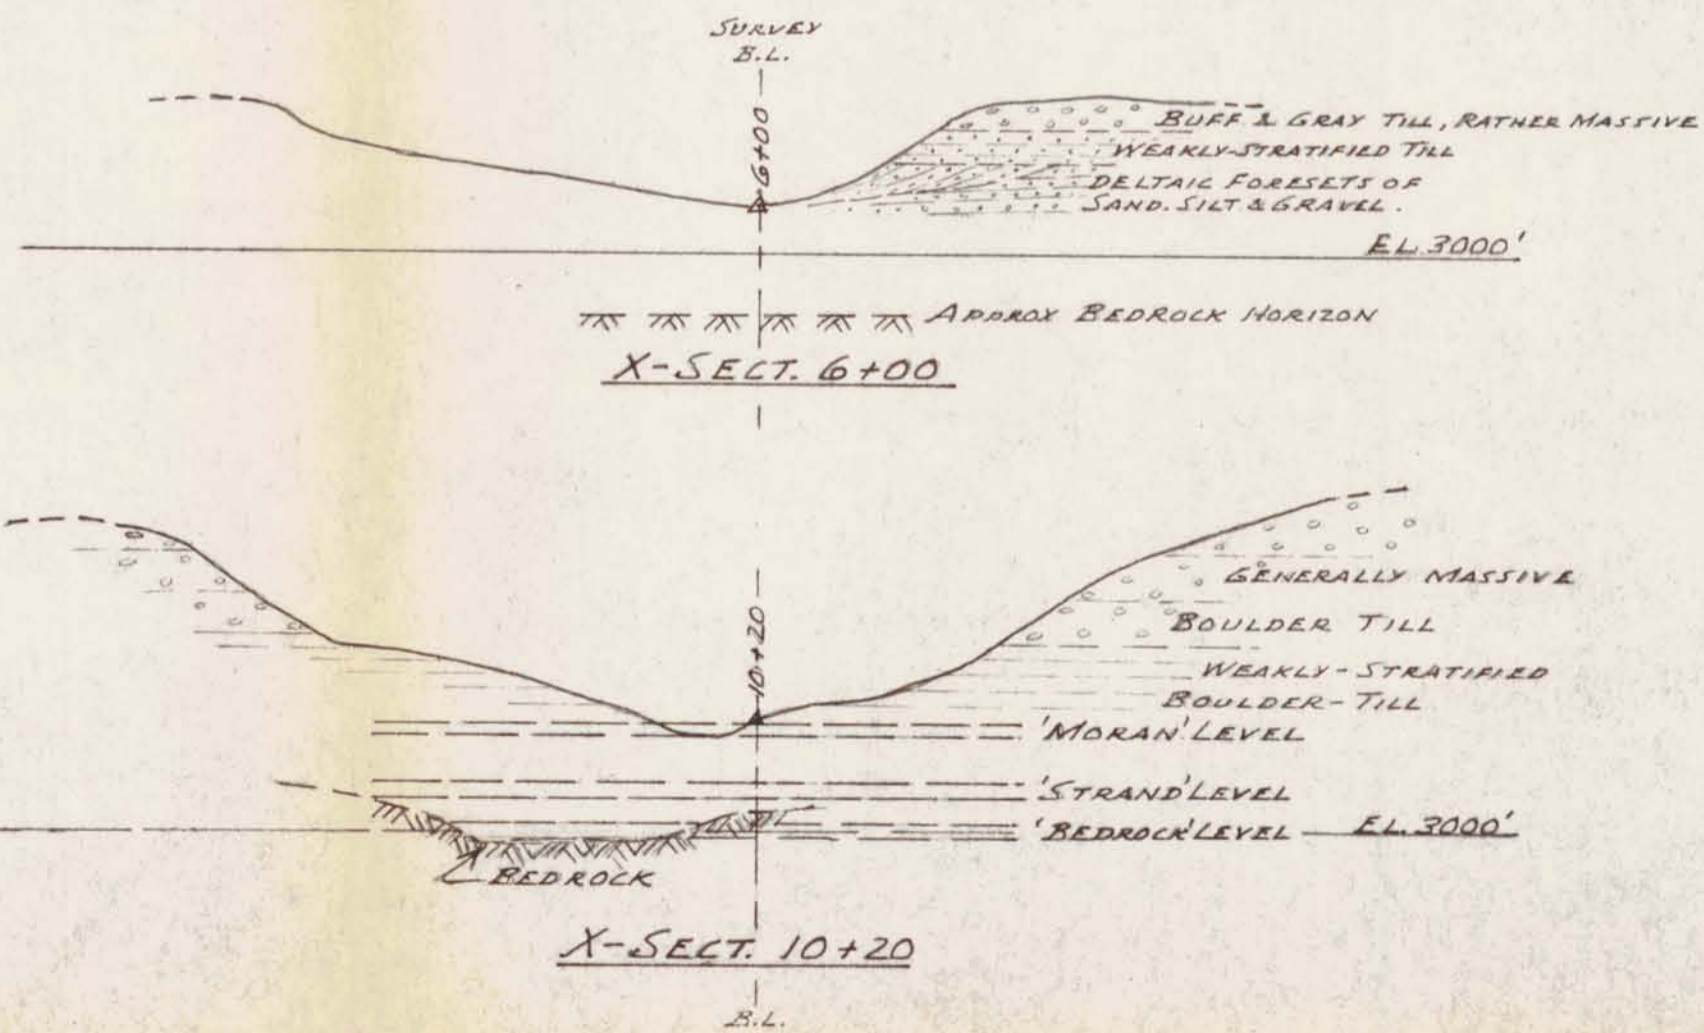 SURVEY
B.L.
6+00
BUFF & GRAY TILL, RATHER MASSIVE
WEAKLY-STRATIFIED TILL
DELTAIC FORESETS OF
SAND. SILT & GRAVEL.
EL. 3000'
APPROX BEDROCK HORIZON
X-SECT. 6+00
GENERALLY MASSIVE
BOULDER TILL
10+20
WEAKLY-STRATIFIED
BOULDER-TILL
'MORAN' LEVEL
'STRAND' LEVEL
'BEDROCK' LEVEL EL. 3000'
BEDROCK
X-SECT. 10+20
B.L.